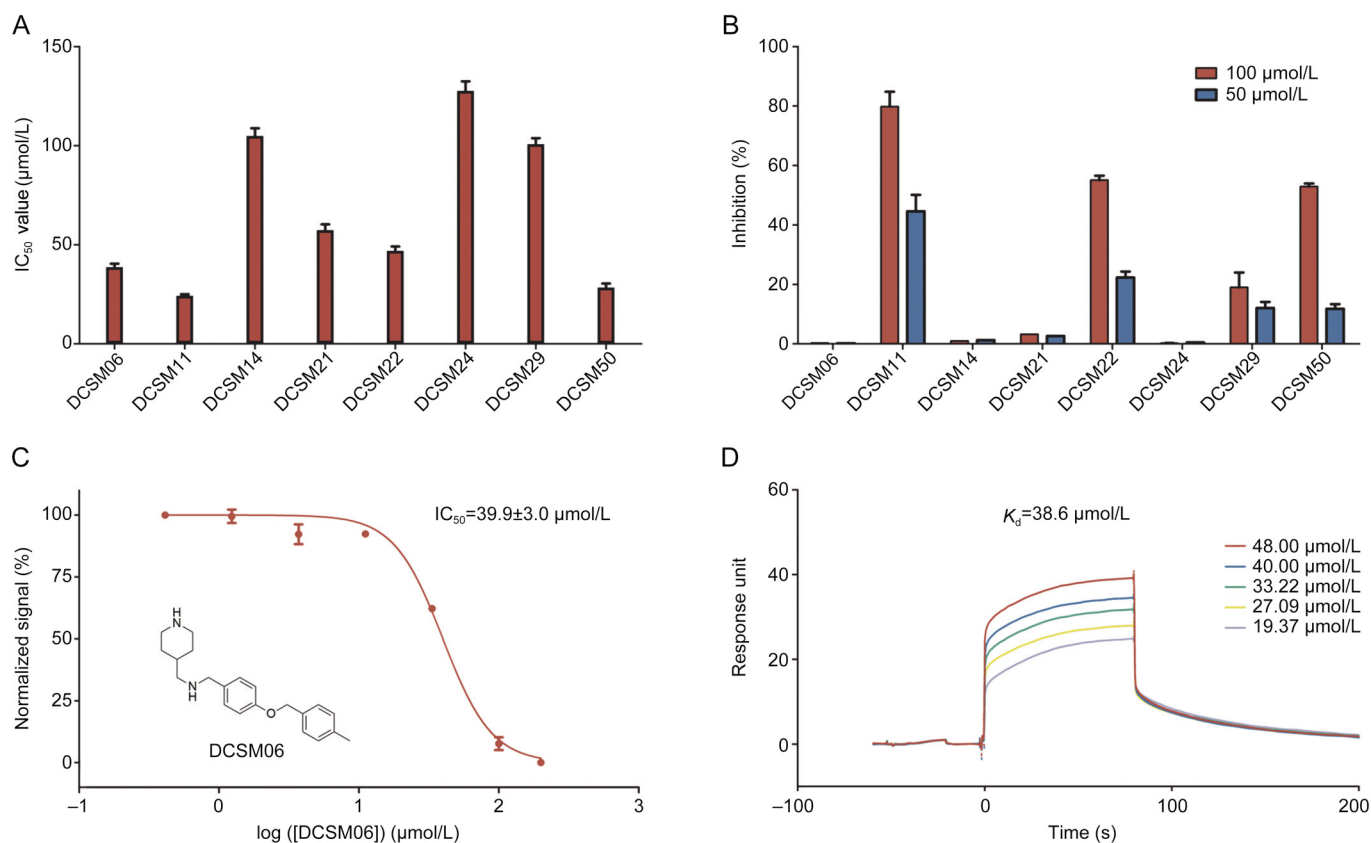 A
IC₅₀ value (µmol/L)
150
100
50
0
DCSM06
DCSM11
DCSM14
DCSM21
DCSM22
DCSM24
DCSM29
DCSM50
B
Inhibition (%)
100
80
60
40
20
0
100 µmol/L
50 µmol/L
DCSM06
DCSM11
DCSM14
DCSM21
DCSM22
DCSM24
DCSM29
DCSM50
C
Normalized signal (%)
100
75
50
25
0
IC₅₀=39.9±3.0 µmol/L
H
N
N
H
O
DCSM06
–1
0
1
2
3
log ([DCSM06]) (µmol/L)
D
Response unit
60
40
20
0
Kd=38.6 µmol/L
48.00 µmol/L
40.00 µmol/L
33.22 µmol/L
27.09 µmol/L
19.37 µmol/L
–100
0
100
200
Time (s)